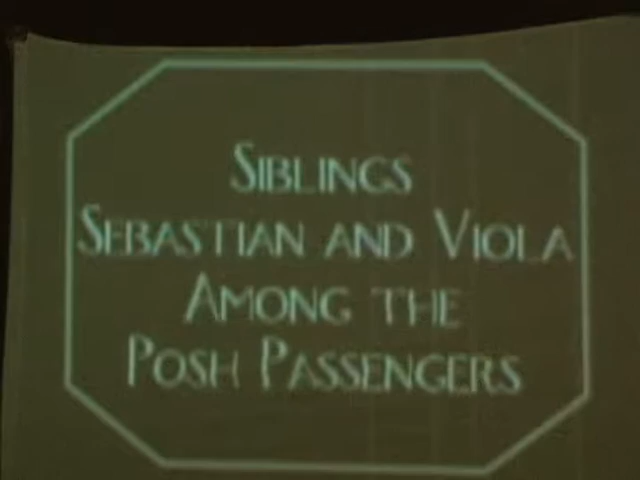 Siblings
Sebastian and Viola
Among the
Posh Passengers